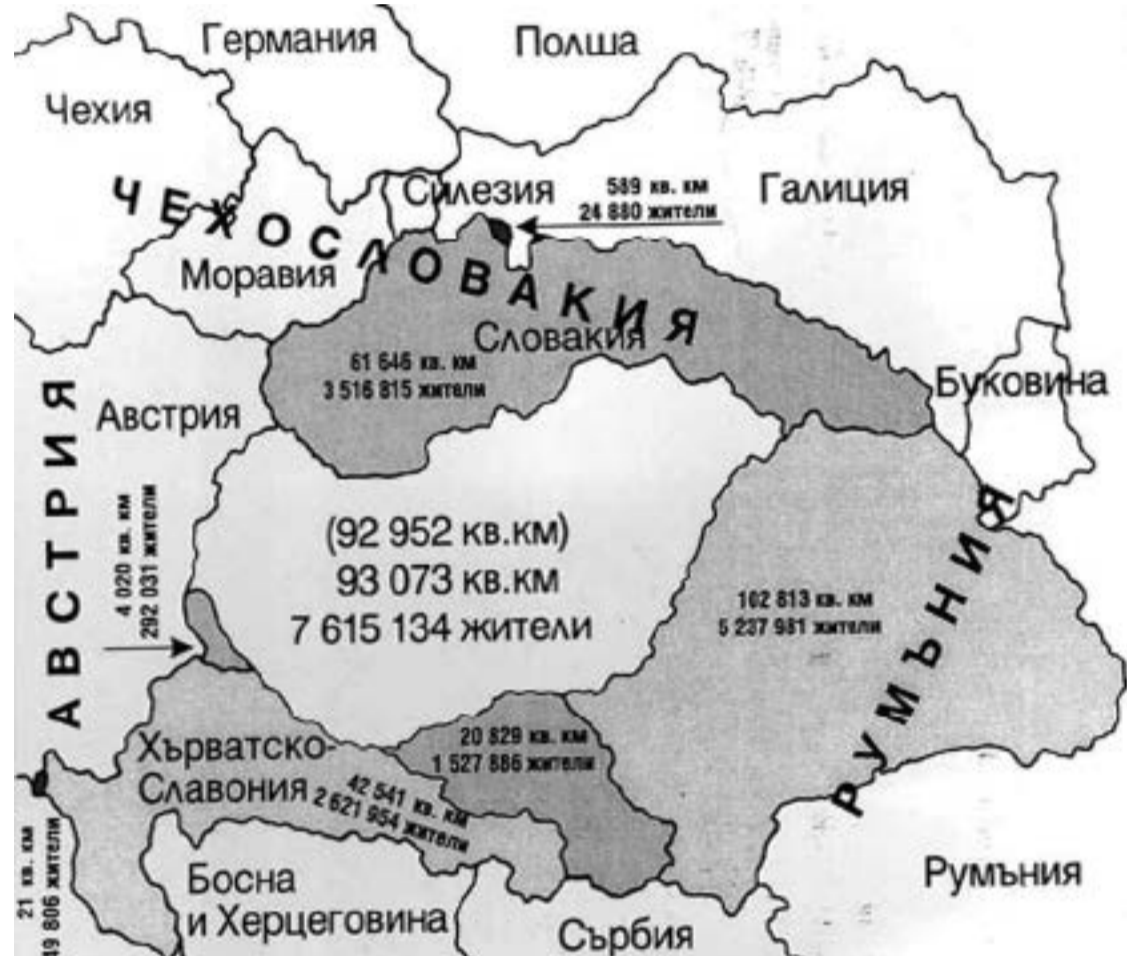 Германия
Полша
Чехия
Силезия
589 кв. км
24 880 жители
Галиция
ЧЕХОСЛОВАКИЯ
Моравия
Словакия
61 646 кв. км
3 516 815 жители
Буковина
Австрия
АВСТРИЯ
4 020 кв. км
292 031 жители
(92 952 кв.км)
93 073 кв.км
7 615 134 жители
102 813 кв. км
5 237 981 жители
РУМЪНИЯ
20 829 кв. км
1 527 886 жители
Хърватско-
Славония
42 541 кв. км
2 621 954 жители
21 кв. км
49 806 жители
Босна
и Херцеговина
Сърбия
Румъния